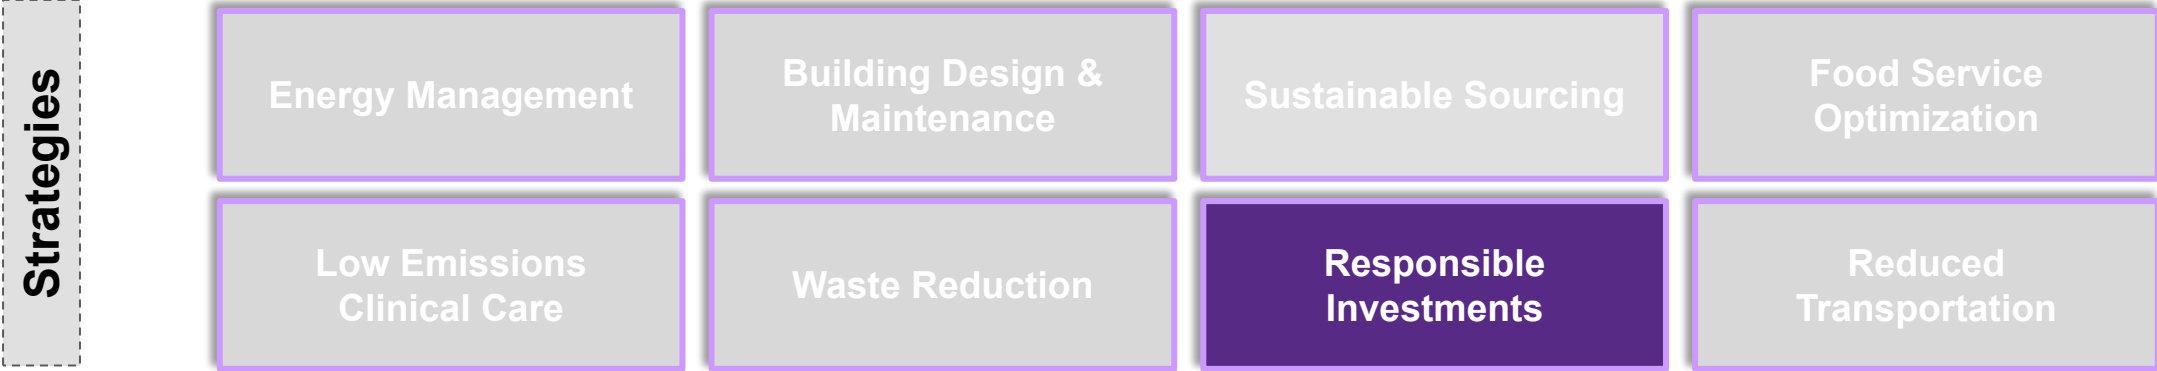 Strategies
Energy Management
Building Design &
Maintenance
Sustainable Sourcing
Food Service
Optimization
Low Emissions
Clinical Care
Waste Reduction
Responsible
Investments
Reduced
Transportation